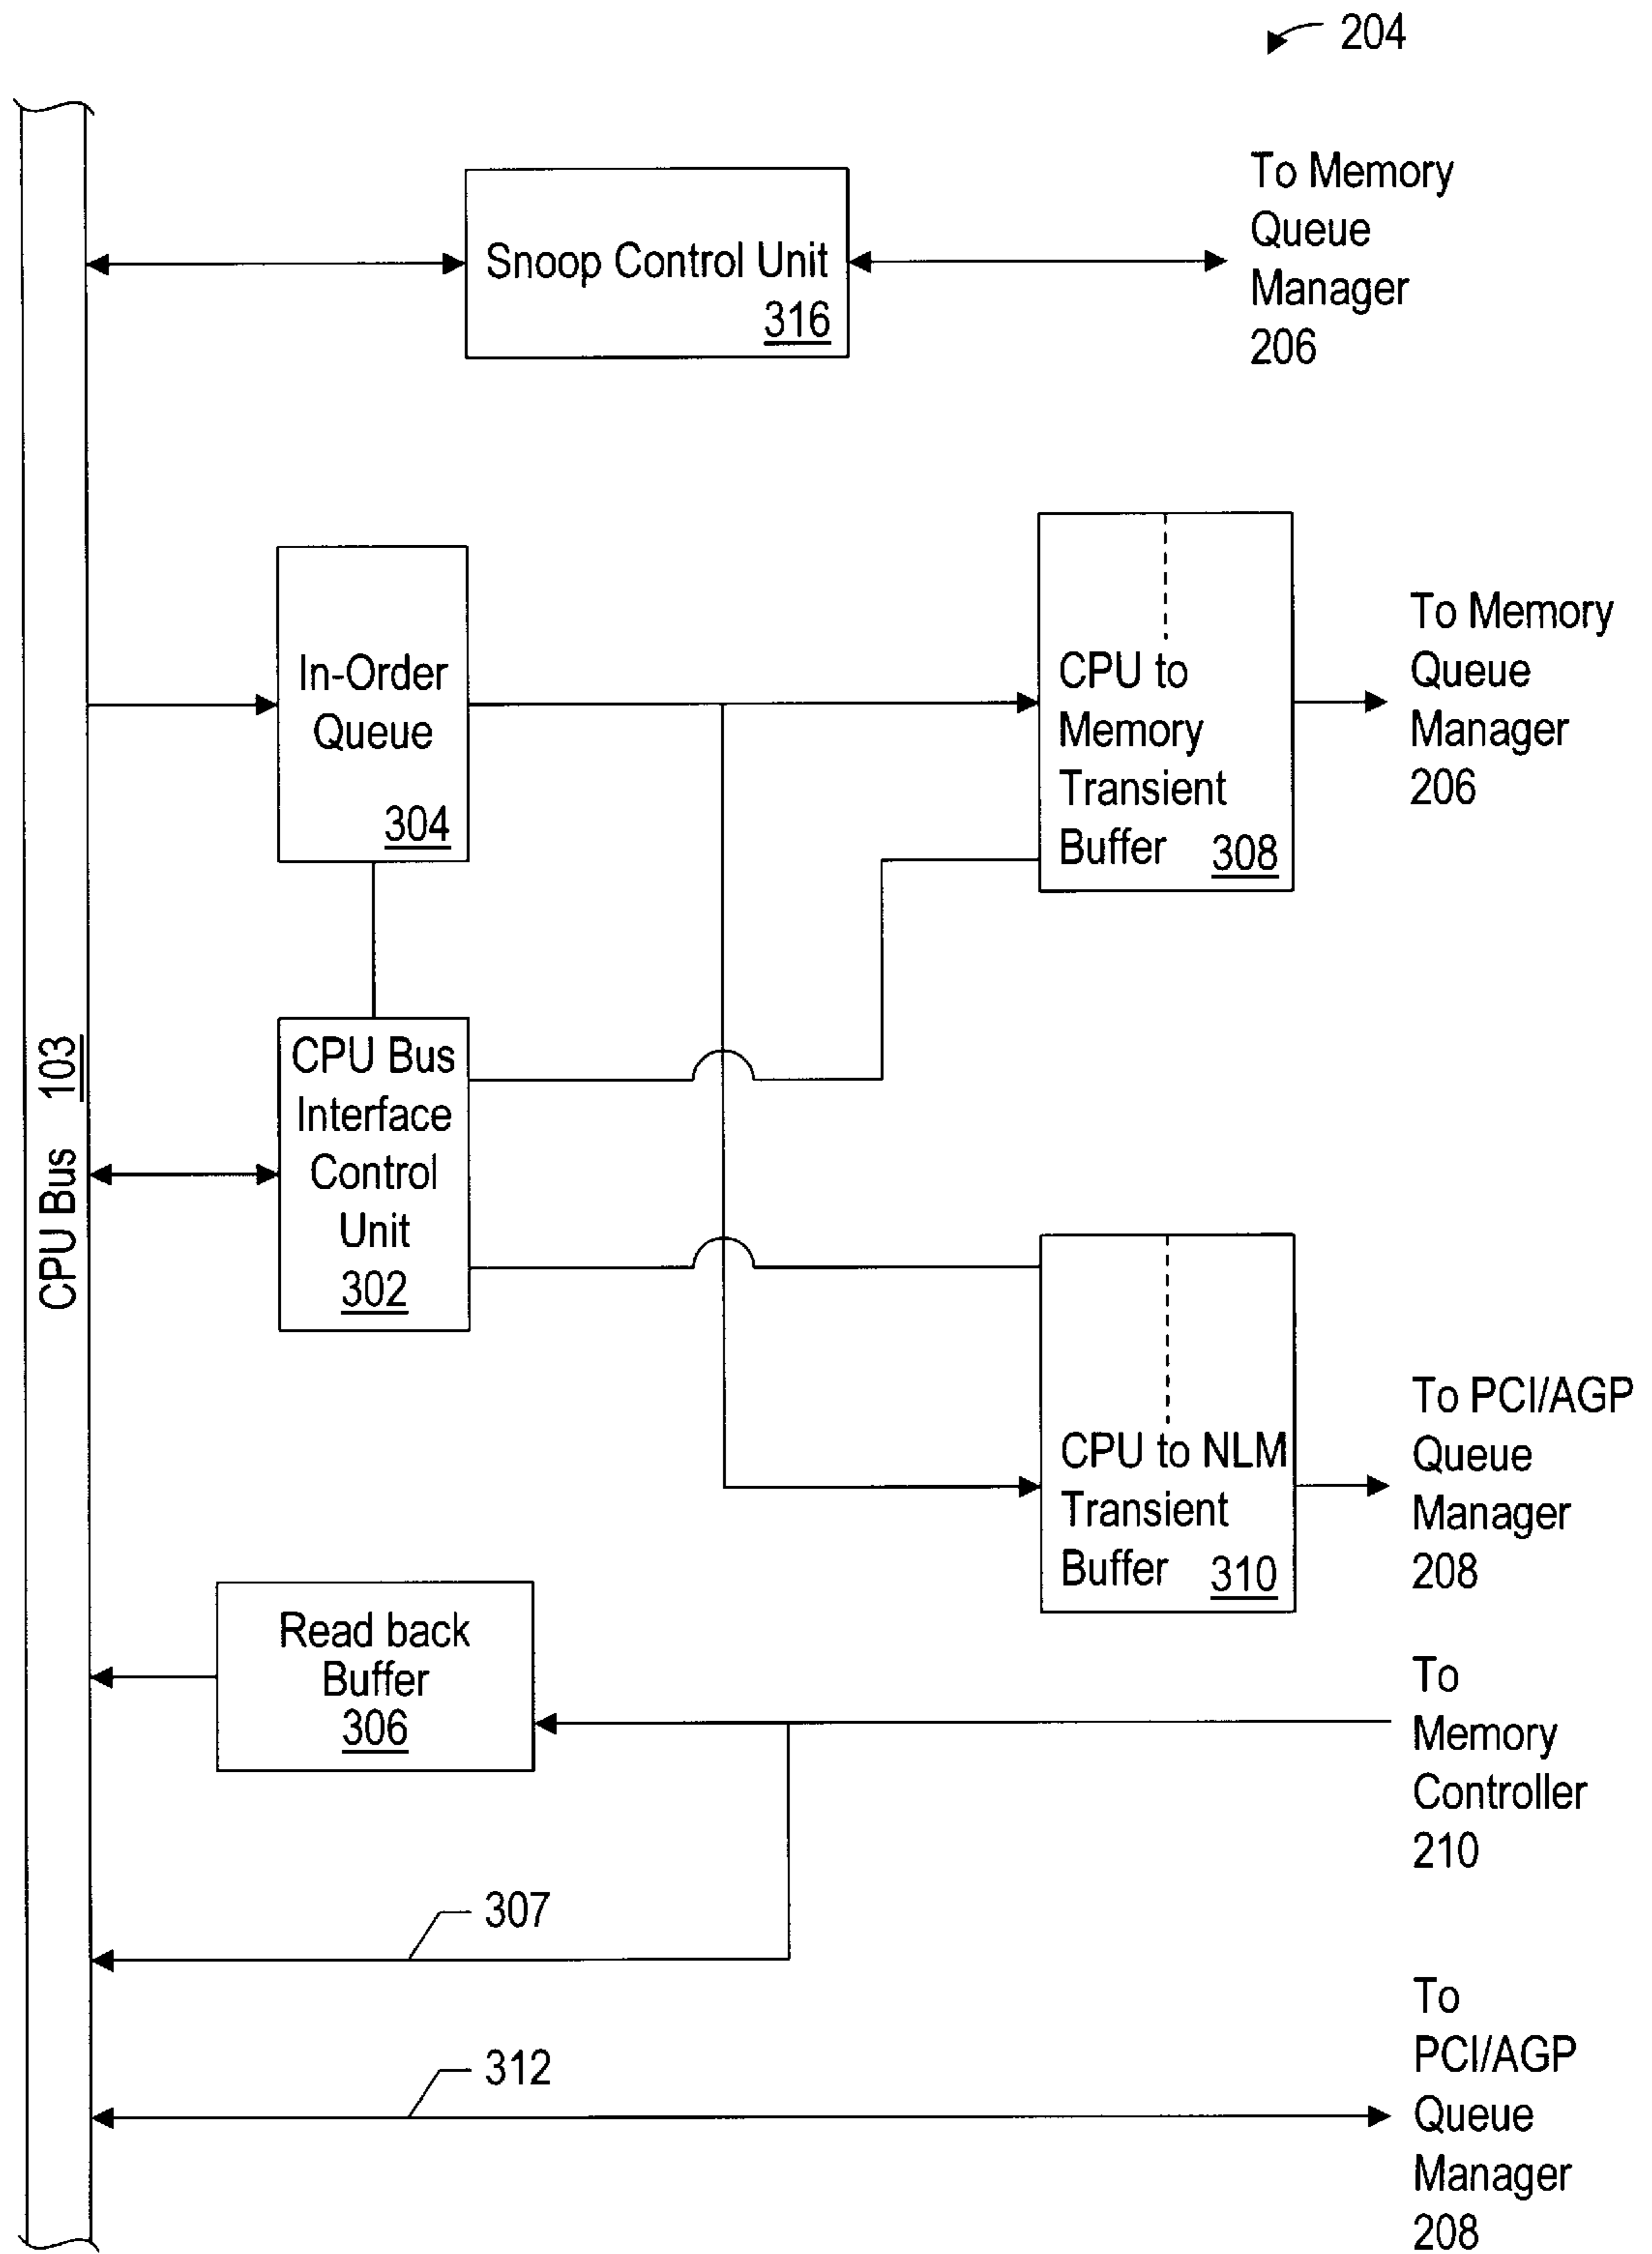 204
To Memory
Queue
Manager
206
Snoop Control Unit
316
To Memory
Queue
Manager
206
In-Order
Queue
304
CPU to
Memory
Transient
Buffer 308
CPU Bus 103
CPU Bus
Interface
Control
Unit
302
To PCI/AGP
Queue
Manager
208
CPU to NLM
Transient
Buffer 310
Read back
Buffer
306
To
Memory
Controller
210
307
To
PCI/AGP
Queue
Manager
208
312